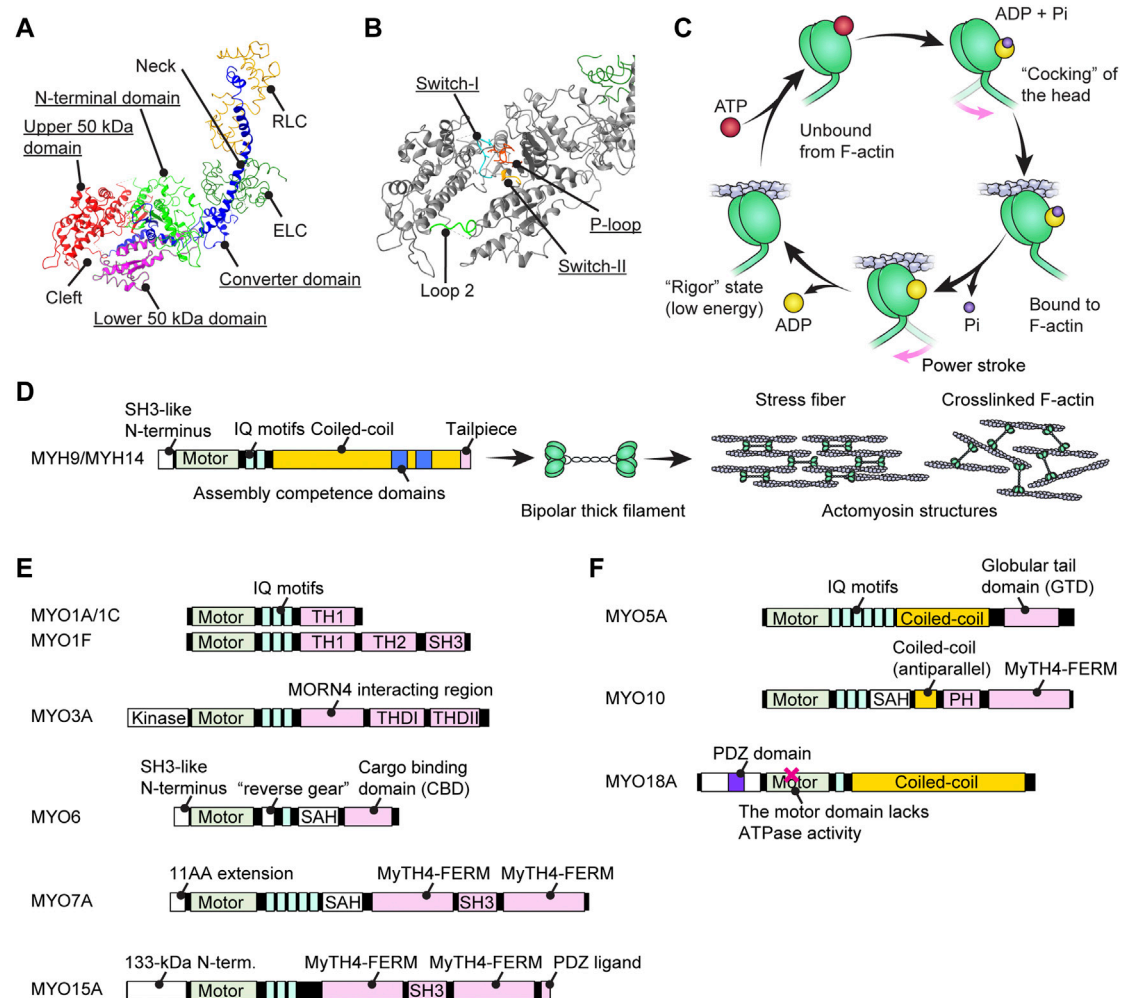 A
Neck
N-terminal domain
Upper 50 kDa
domain
RLC
ELC
Cleft
Converter domain
Lower 50 kDa domain
B
Switch-I
P-loop
Switch-II
Loop 2
C
ADP + Pi
"Cocking" of
the head
ATP
Unbound
from F-actin
"Rigor" state
(low energy)
ADP
Pi
Bound to
F-actin
Power stroke
D
SH3-like
N-terminus
IQ motifs
Coiled-coil
Tailpiece
MYH9/MYH14
Motor
Assembly competence domains
Bipolar thick filament
Stress fiber
Crosslinked F-actin
Actomyosin structures
E
IQ motifs
MYO1A/1C
Motor
TH1
MYO1F
Motor
TH1
TH2
SH3
MORN4 interacting region
MYO3A
Kinase
Motor
THDI
THDII
SH3-like
N-terminus
"reverse gear"
Cargo binding
domain (CBD)
MYO6
Motor
SAH
11AA extension
MyTH4-FERM
MyTH4-FERM
MYO7A
Motor
SAH
SH3
133-kDa N-term.
MyTH4-FERM
MyTH4-FERM
PDZ ligand
MYO15A
Motor
SH3
F
IQ motifs
Globular tail
domain (GTD)
MYO5A
Motor
Coiled-coil
Coiled-coil
(antiparallel)
MyTH4-FERM
MYO10
Motor
SAH
PH
PDZ domain
MYO18A
Motor
Coiled-coil
The motor domain lacks
ATPase activity